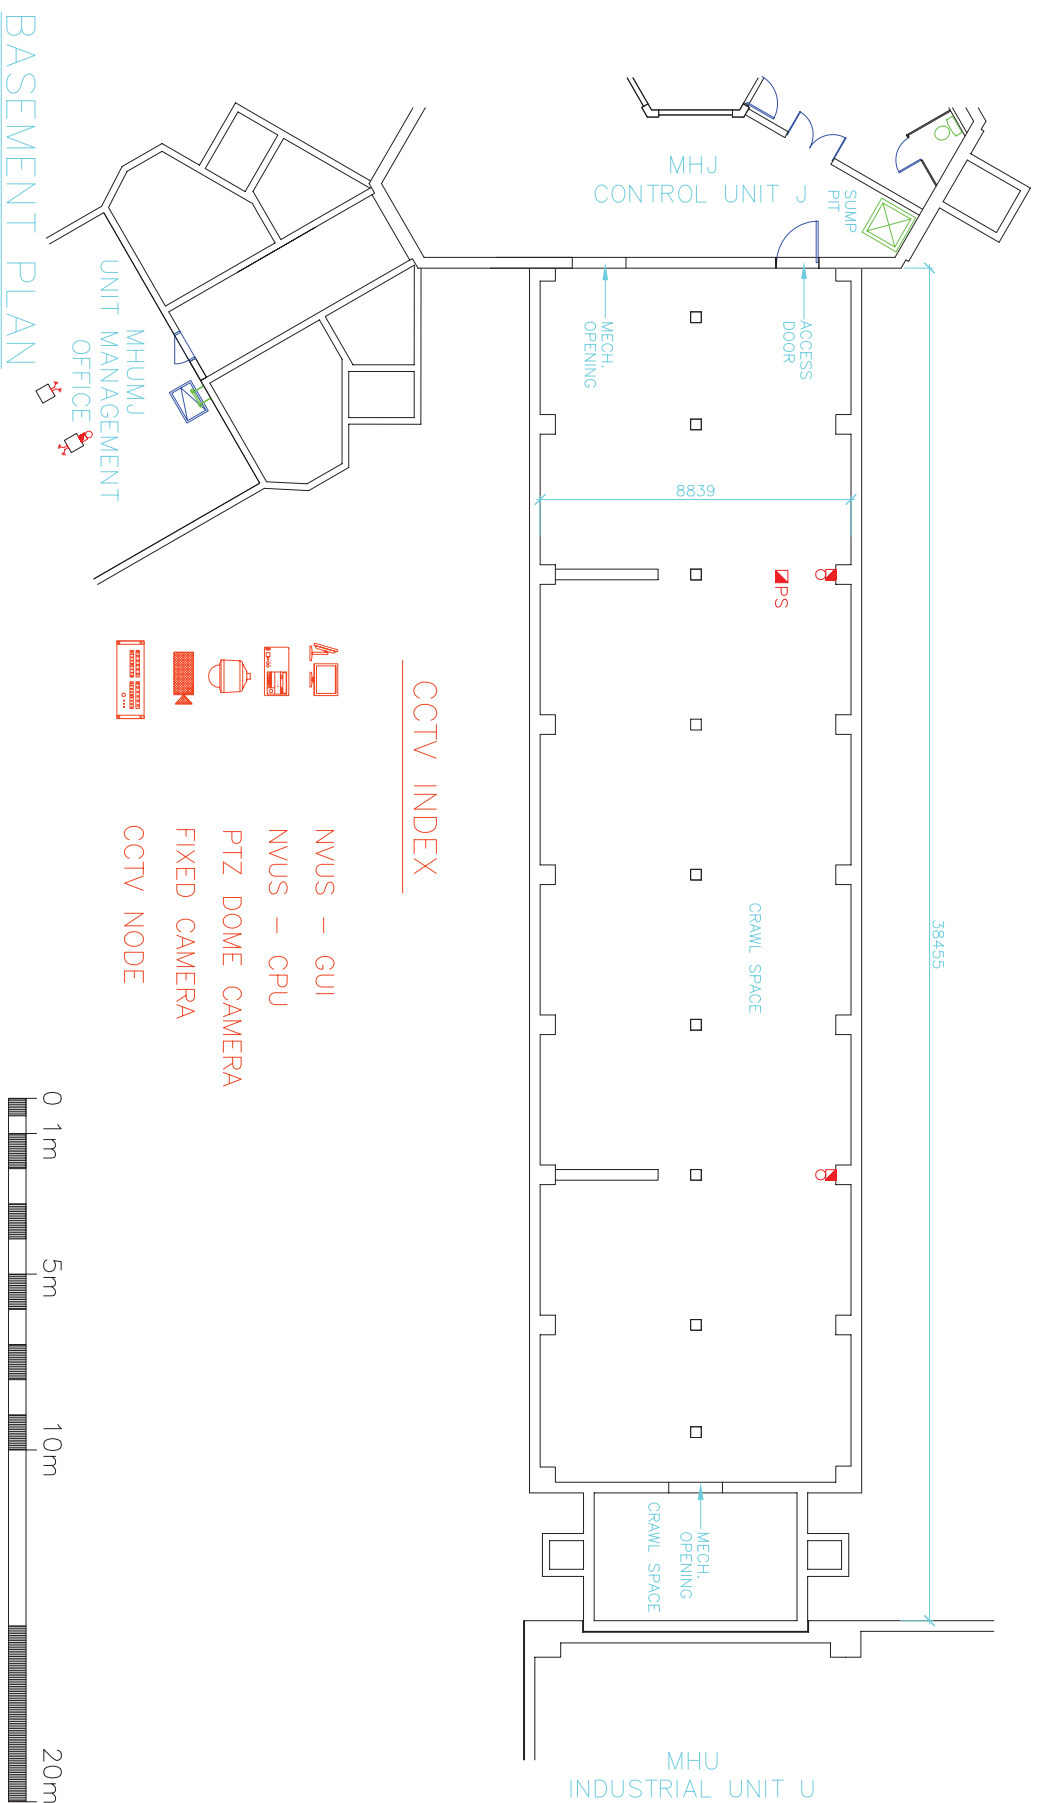 MHJ
CONTROL UNIT J
SUMP
PIT
ACCESS
DOOR
MECH.
OPENING
8839
PS
38455
CRAWL SPACE
MECH.
OPENING
CRAWL SPACE
MHU
INDUSTRIAL UNIT U
MHUMJ
UNIT MANAGEMENT
OFFICE
CCTV INDEX
NVUS - GUI
NVUS - CPU
PTZ DOME CAMERA
FIXED CAMERA
CCTV NODE
BASEMENT PLAN
0 1m 5m 10m 20m